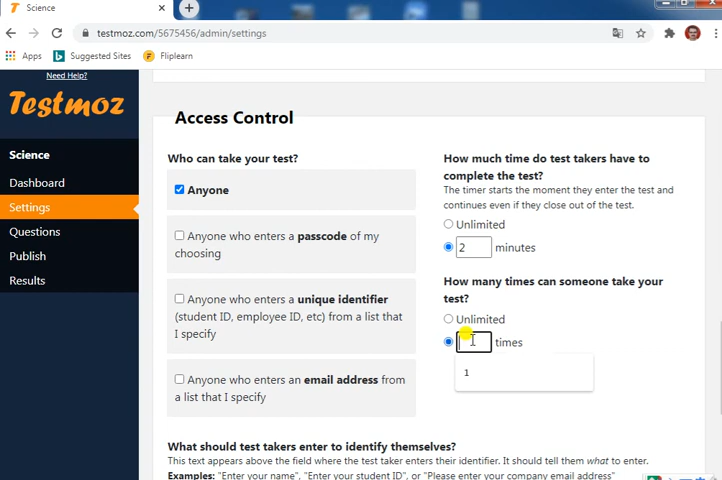 Science
testmoz.com/5675456/admin/settings
Apps
Suggested Sites
Fliplearn
Need Help?
Testmoz
Science
Dashboard
Settings
Questions
Publish
Results
Access Control
Who can take your test?
Anyone
Anyone who enters a passcode of my
choosing
Anyone who enters a unique identifier
(student ID, employee ID, etc) from a list that I
specify
Anyone who enters an email address from
a list that I specify
How much time do test takers have to
complete the test?
The timer starts the moment they enter the test and
continues even if they close out of the test.
Unlimited
2 minutes
How many times can someone take your
test?
Unlimited
times
1
What should test takers enter to identify themselves?
This text appears above the field where the test taker enters their identifier. It should tell them what to enter.
Examples: "Enter your name", "Enter your student ID", or "Please enter your company email address"